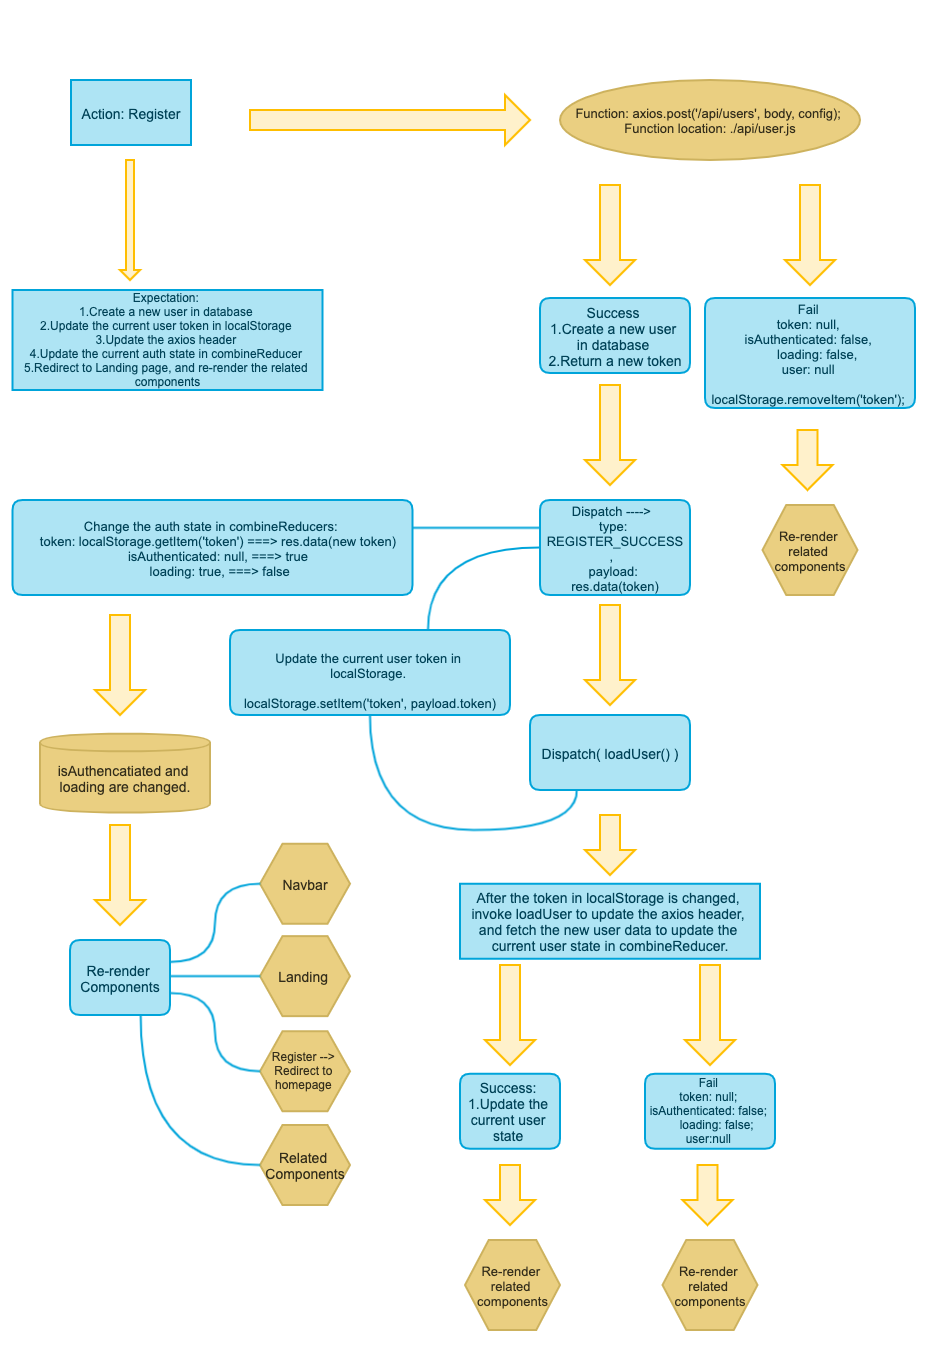 Action: Register
Function: axios.post('/api/users', body, config);
Function location: ./api/user.js
Expectation:
1.Create a new user in database
2.Update the current user token in localStorage
3.Update the axios header
4.Update the current auth state in combineReducer
5.Redirect to Landing page, and re-render the related
components
Success
1.Create a new user
in database
2.Return a new token
Fail
token: null,
isAuthenticated: false,
loading: false,
user: null
localStorage.removeItem('token');
Change the auth state in combineReducers:
token: localStorage.getItem('token') ===> res.data(new token)
isAuthenticated: null, ===> true
loading: true, ===> false
Dispatch ---->
type:
REGISTER_SUCCESS
,
payload:
res.data(token)
Re-render
related
components
Update the current user token in
localStorage.
localStorage.setItem('token', payload.token)
Dispatch( loadUser() )
isAuthencatiated and
loading are changed.
After the token in localStorage is changed,
invoke loadUser to update the axios header,
and fetch the new user data to update the
current user state in combineReducer.
Re-render
Components
Navbar
Landing
Register -->
Redirect to
homepage
Related
Components
Success:
1.Update the
current user
state
Fail
token: null;
isAuthenticated: false;
loading: false;
user:null
Re-render
related
components
Re-render
related
components